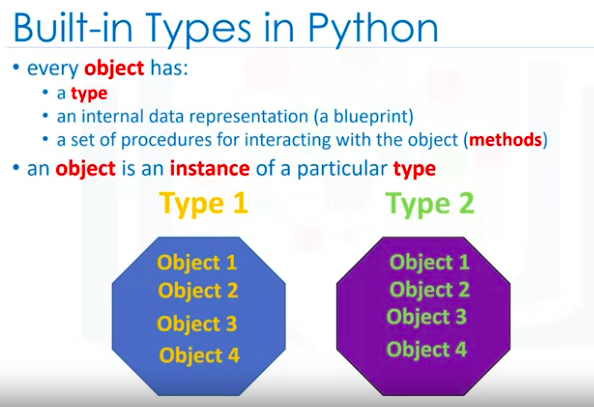 Built-in Types in Python
• every object has:
• a type
• an internal data representation (a blueprint)
• a set of procedures for interacting with the object (methods)
• an object is an instance of a particular type
Type 1
Type 2
Object 1
Object 2
Object 3
Object 4
Object 1
Object 2
Object 3
Object 4